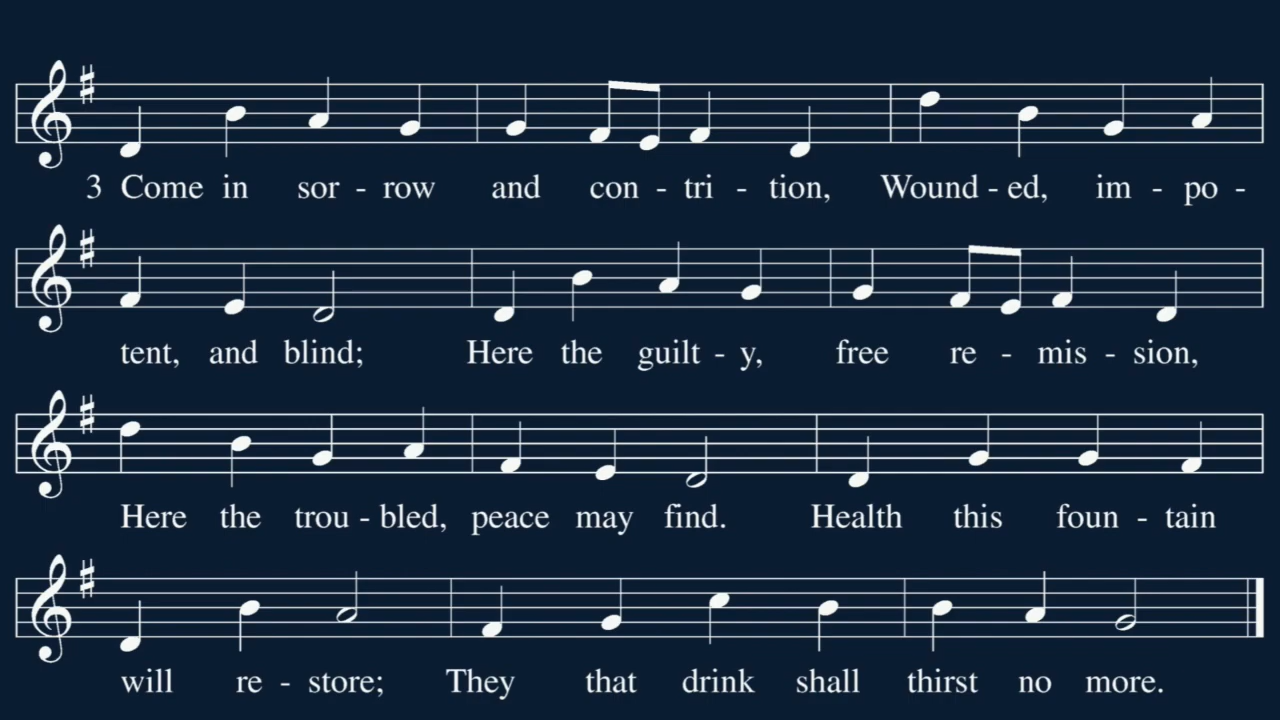 3 Come in sor - row and con - tri - tion, Wound - ed, im - po -
tent, and blind; Here the guilt - y, free re - mis - sion,
Here the trou - bled, peace may find. Health this foun - tain
will re - store; They that drink shall thirst no more.